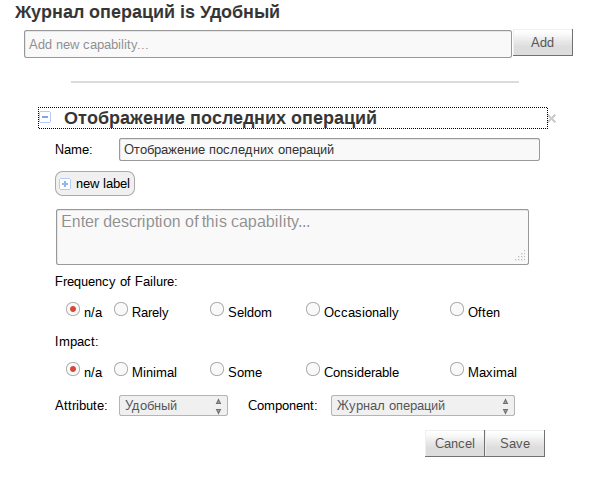 Журнал операций is Удобный
Add new capability... Add
Отображение последних операций
Name: Отображение последних операций
new label
Enter description of this capability...
Frequency of Failure:
n/a Rarely Seldom Occasionally Often
Impact:
n/a Minimal Some Considerable Maximal
Attribute: Удобный Component: Журнал операций
Cancel Save